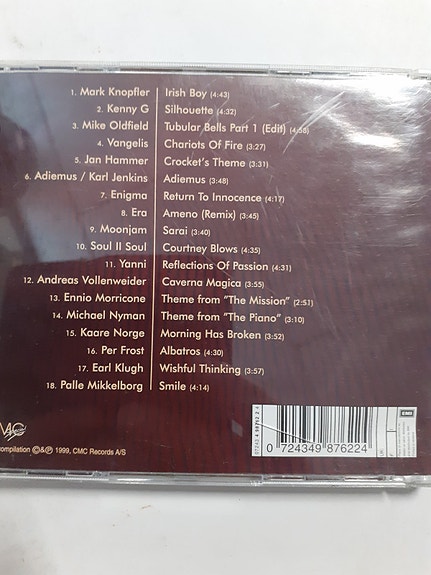 1. Mark Knopfler Irish Boy (4:43)
2. Kenny G Silhouette (4:32)
3. Mike Oldfield Tubular Bells Part 1 (Edit) (4:58)
4. Vangelis Chariots Of Fire (3:27)
5. Jan Hammer Crocket's Theme (3:31)
6. Adiemus / Karl Jenkins Adiemus (3:48)
7. Enigma Return To Innocence (4:17)
8. Era Ameno (Remix) (3:45)
9. Moonjam Sarai (3:40)
10. Soul II Soul Courtney Blows (4:35)
11. Yanni Reflections Of Passion (4:31)
12. Andreas Vollenweider Caverna Magica (3:55)
13. Ennio Morricone Theme from "The Mission" (2:51)
14. Michael Nyman Theme from "The Piano" (3:10)
15. Kaare Norge Morning Has Broken (3:52)
16. Per Frost Albatros (4:30)
17. Earl Klugh Wishful Thinking (3:57)
18. Palle Mikkelborg Smile (4:14)
EMI
0 724349 876224
ompilation ©&℗ 1999, CMC Records A/S